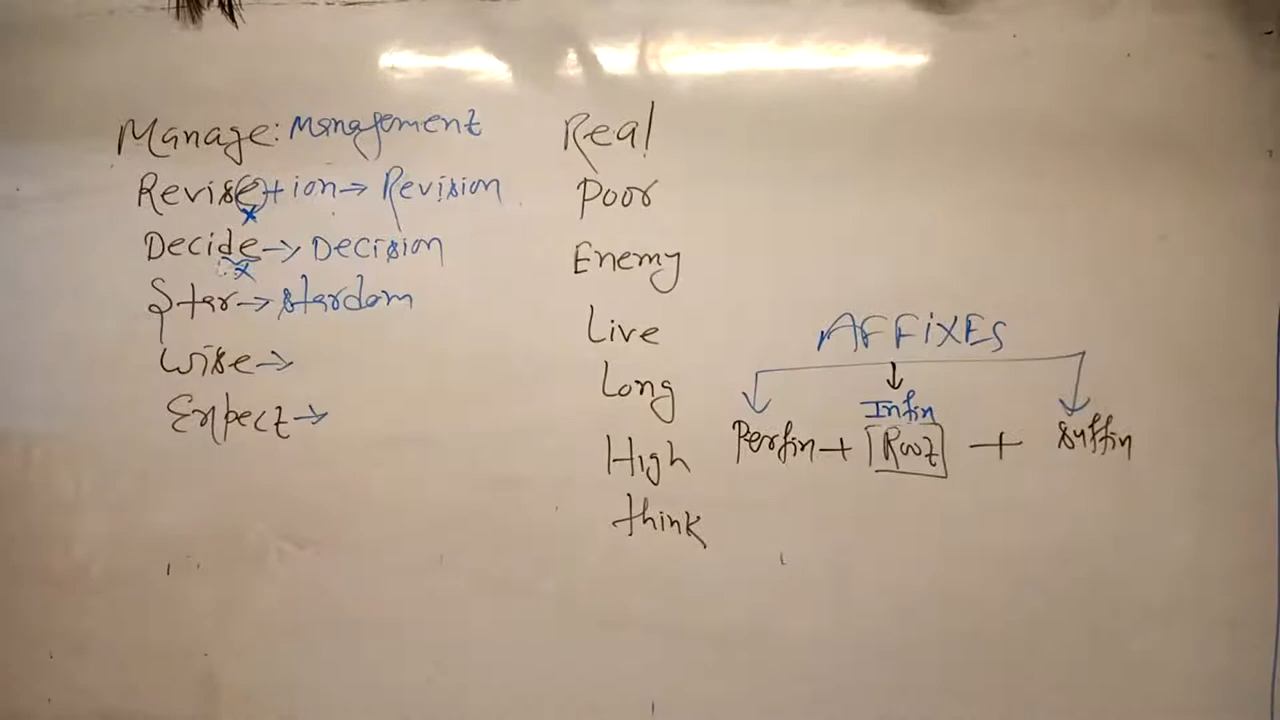 Manage: Management
Revise + ion → Revision
x
Decide → Decision
x
Star → stardom
Wise →
Expect →
Real
Poor
Enemy
Live
Long
High
think
AFFiXES
Infix
Perfix + [Root] + suffix